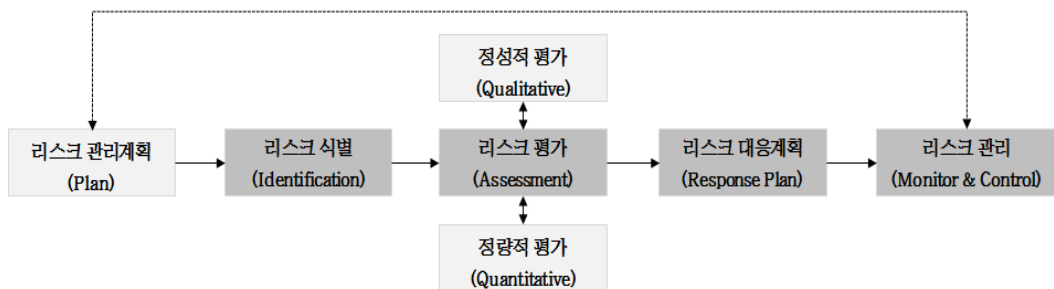 정성적 평가
(Qualitative)
리스크 관리계획
(Plan)
리스크 식별
(Identification)
리스크 평가
(Assessment)
리스크 대응계획
(Response Plan)
리스크 관리
(Monitor & Control)
정량적 평가
(Quantitative)